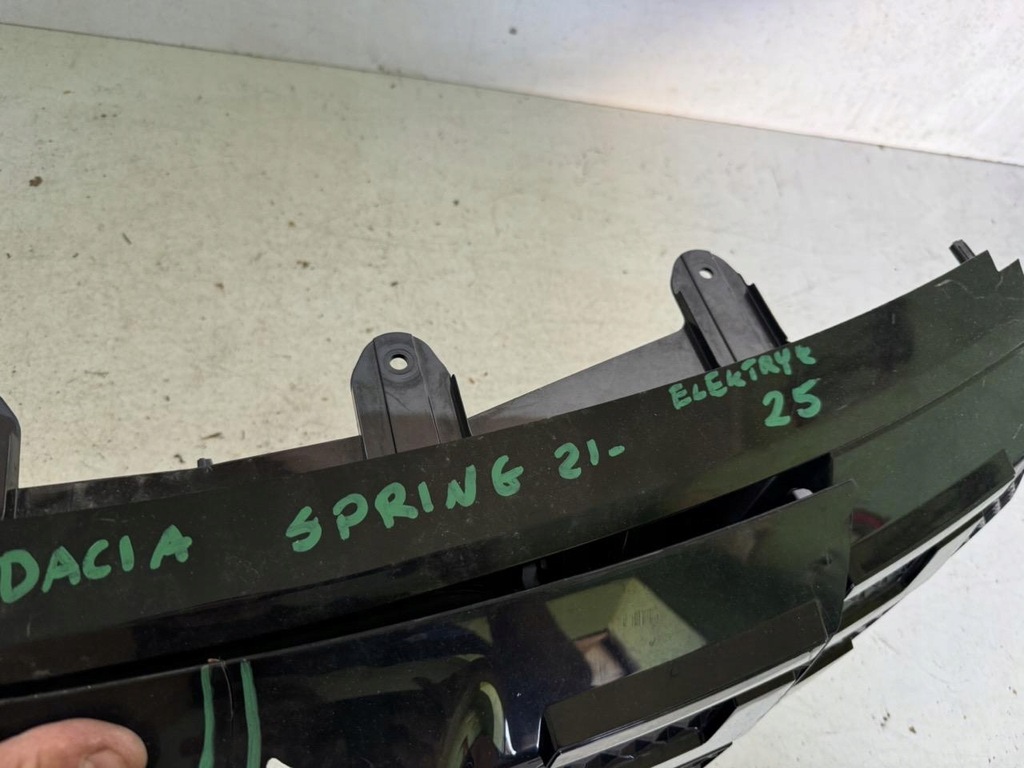 DACIA SPRING 21-
ELEKTRYK
25